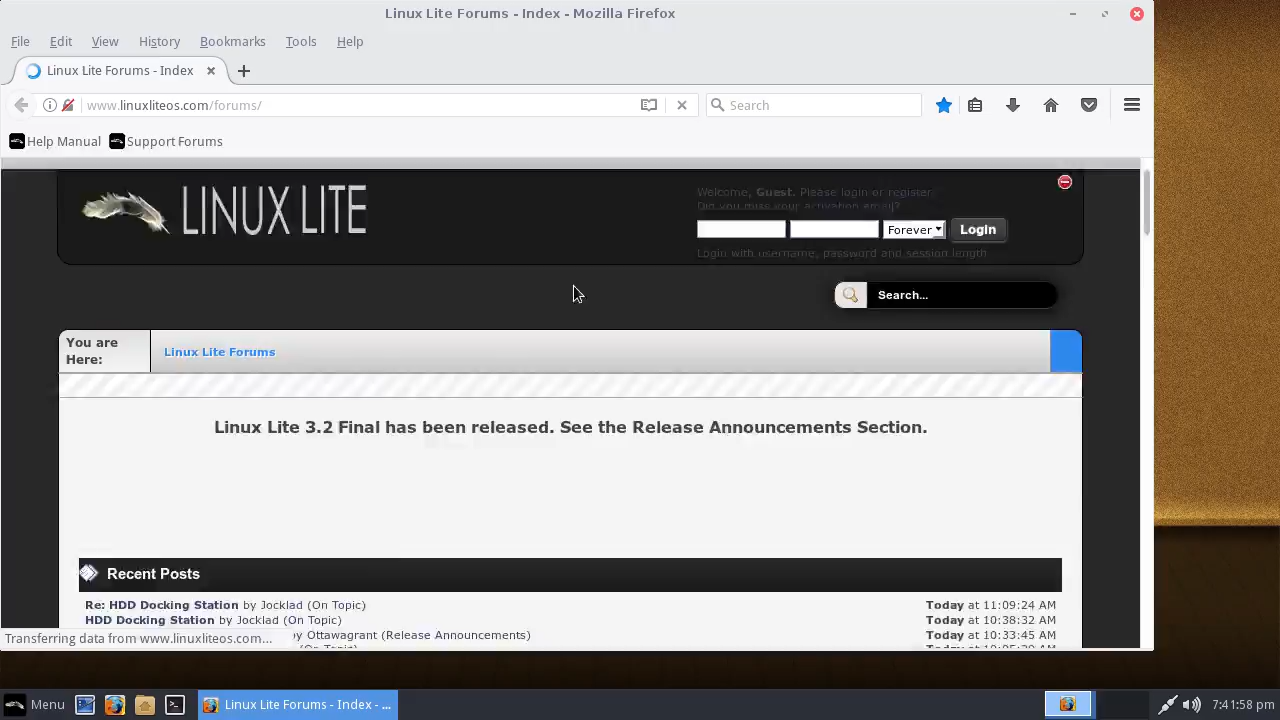 Linux Lite Forums - Index - Mozilla Firefox
File Edit View History Bookmarks Tools Help
Linux Lite Forums - Index
www.linuxliteos.com/forums/
Search
Help Manual Support Forums
LINUX LITE
Welcome, Guest. Please login or register.
Did you miss your activation email?
Forever Login
Login with username, password and session length
Search...
You are
Here:
Linux Lite Forums
Linux Lite 3.2 Final has been released. See the Release Announcements Section.
Recent Posts
Re: HDD Docking Station by Jocklad (On Topic) Today at 11:09:24 AM
HDD Docking Station by Jocklad (On Topic) Today at 10:38:32 AM
Transferring data from www.linuxliteos.com...
by Ottawagrant (Release Announcements) Today at 10:33:45 AM
Menu
Linux Lite Forums - Index - ...
7:41:58 pm